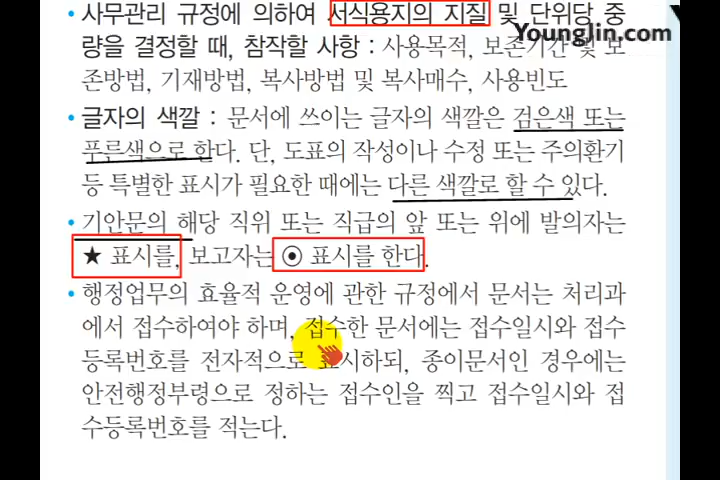 • 사무관리 규정에 의하여 서식용지의 지질 및 단위당 중
Youngjin.com
량을 결정할 때, 참작할 사항 : 사용목적, 보존기간 및 보
존방법, 기재방법, 복사방법 및 복사매수, 사용빈도
• 글자의 색깔 : 문서에 쓰이는 글자의 색깔은 검은색 또는
푸른색으로 한다. 단, 도표의 작성이나 수정 또는 주의환기
등 특별한 표시가 필요한 때에는 다른 색깔로 할 수 있다.
• 기안문의 해당 직위 또는 직급의 앞 또는 위에 발의자는
★ 표시를, 보고자는 ⊙ 표시를 한다.
• 행정업무의 효율적 운영에 관한 규정에서 문서는 처리과
에서 접수하여야 하며, 접수한 문서에는 접수일시와 접수
등록번호를 전자적으로 표시하되, 종이문서인 경우에는
안전행정부령으로 정하는 접수인을 찍고 접수일시와 접
수등록번호를 적는다.